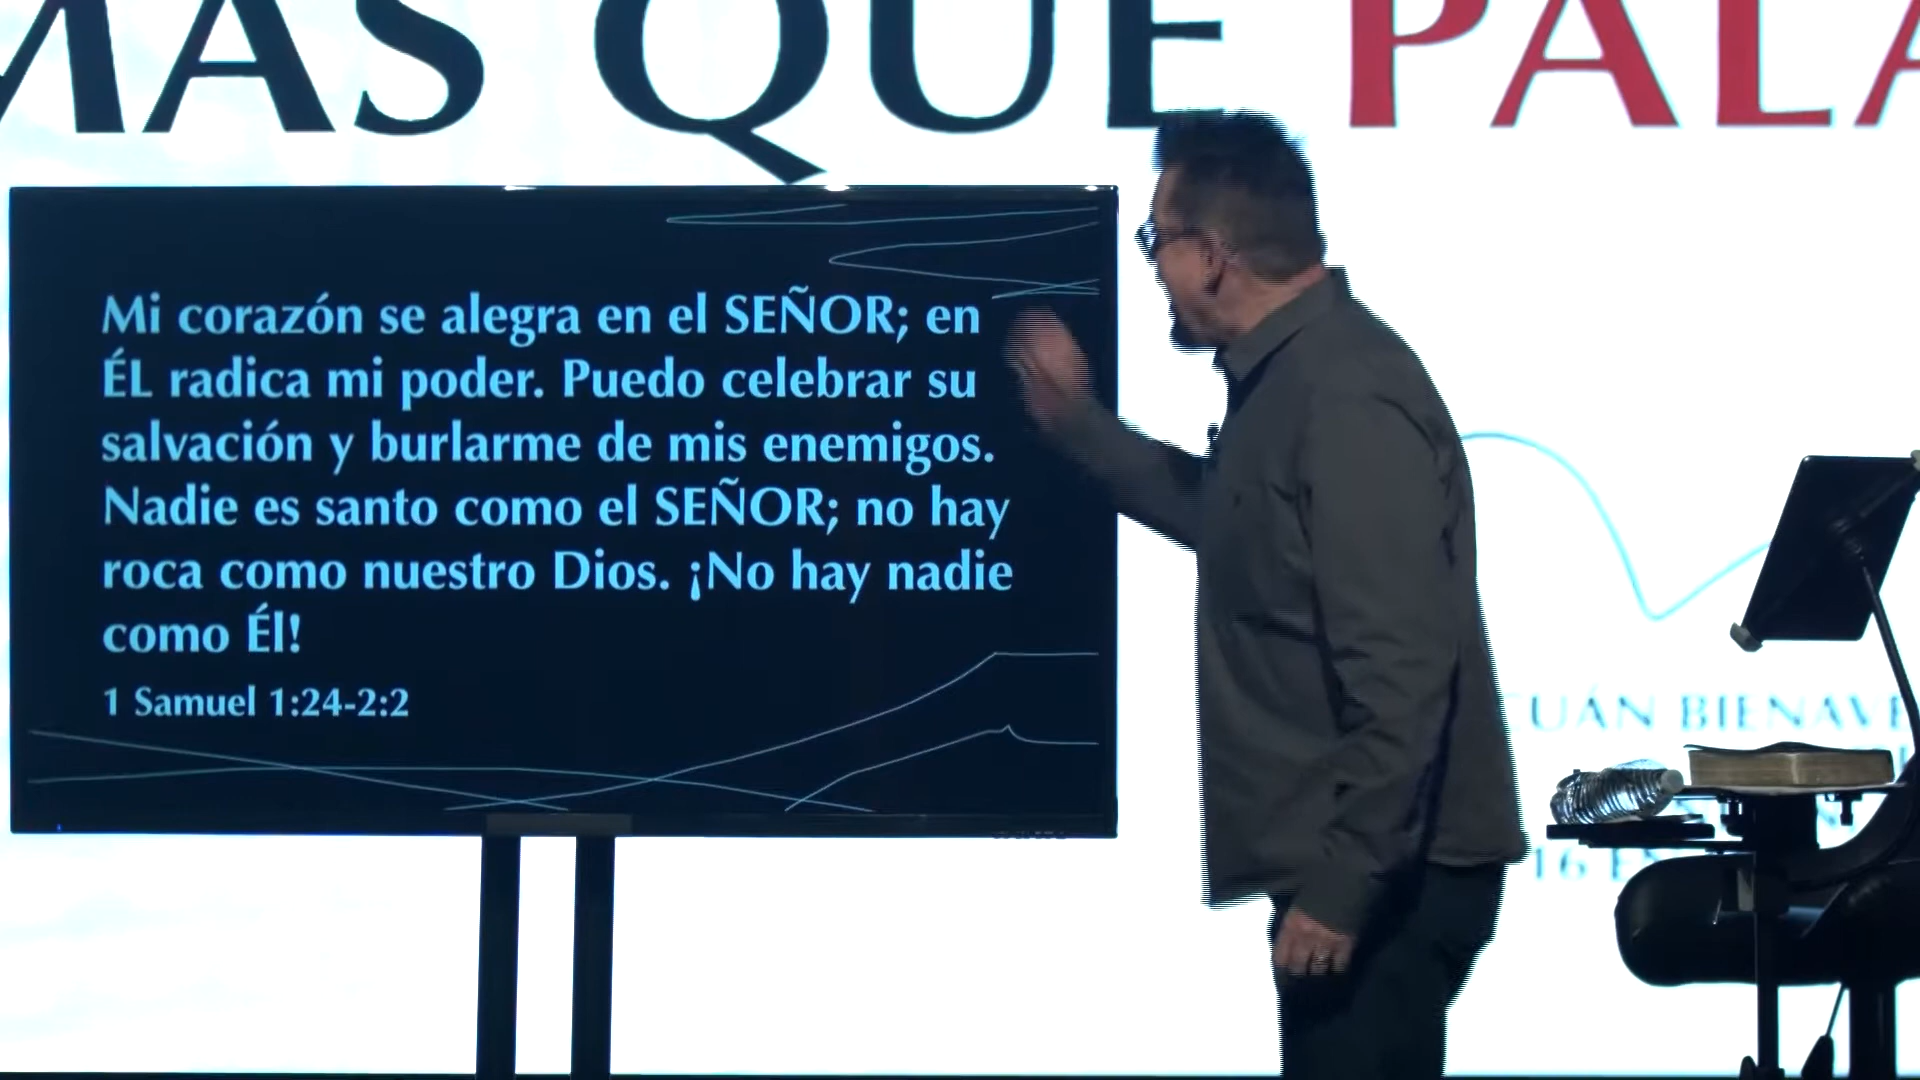 MAS QUE PALA
Mi corazón se alegra en el SEÑOR; en
ÉL radica mi poder. Puedo celebrar su
salvación y burlarme de mis enemigos.
Nadie es santo como el SEÑOR; no hay
roca como nuestro Dios. ¡No hay nadie
como Él!
1 Samuel 1:24-2:2
CUÁN BIENAVE
16